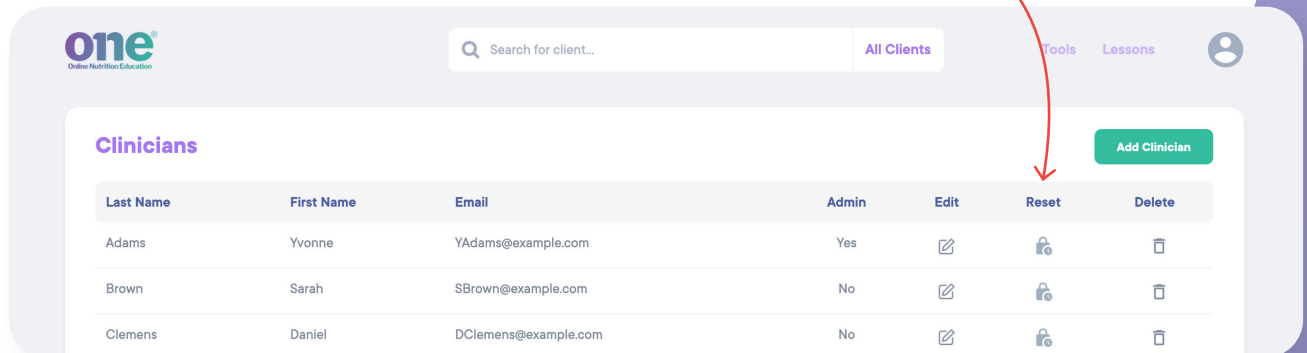 one®
Online Nutrition Education
Search for client...
All Clients
Tools
Lessons
Clinicians
Add Clinician
Last Name First Name Email Admin Edit Reset Delete
Adams Yvonne YAdams@example.com Yes
Brown Sarah SBrown@example.com No
Clemens Daniel DClemens@example.com No